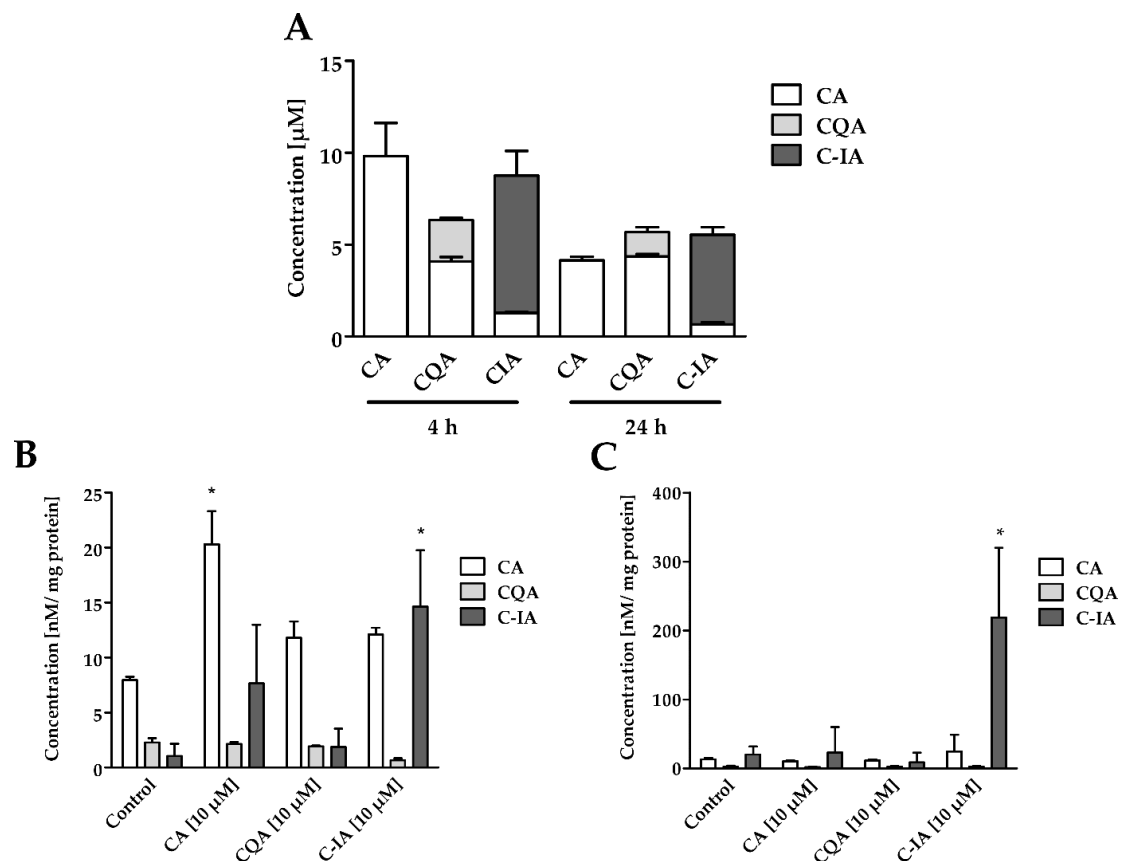 A
Concentration [µM]
15
10
5
0
CA
CQA
C-IA
CA
CQA
CIA
CA
CQA
C-IA
4 h
24 h
B
Concentration [nM/ mg protein]
25
20
15
10
5
0
*
*
CA
CQA
C-IA
Control
CA [10 µM]
CQA [10 µM]
C-IA [10 µM]
C
Concentration [nM/ mg protein]
400
300
200
100
0
*
CA
CQA
C-IA
Control
CA [10 µM]
CQA [10 µM]
C-IA [10 µM]